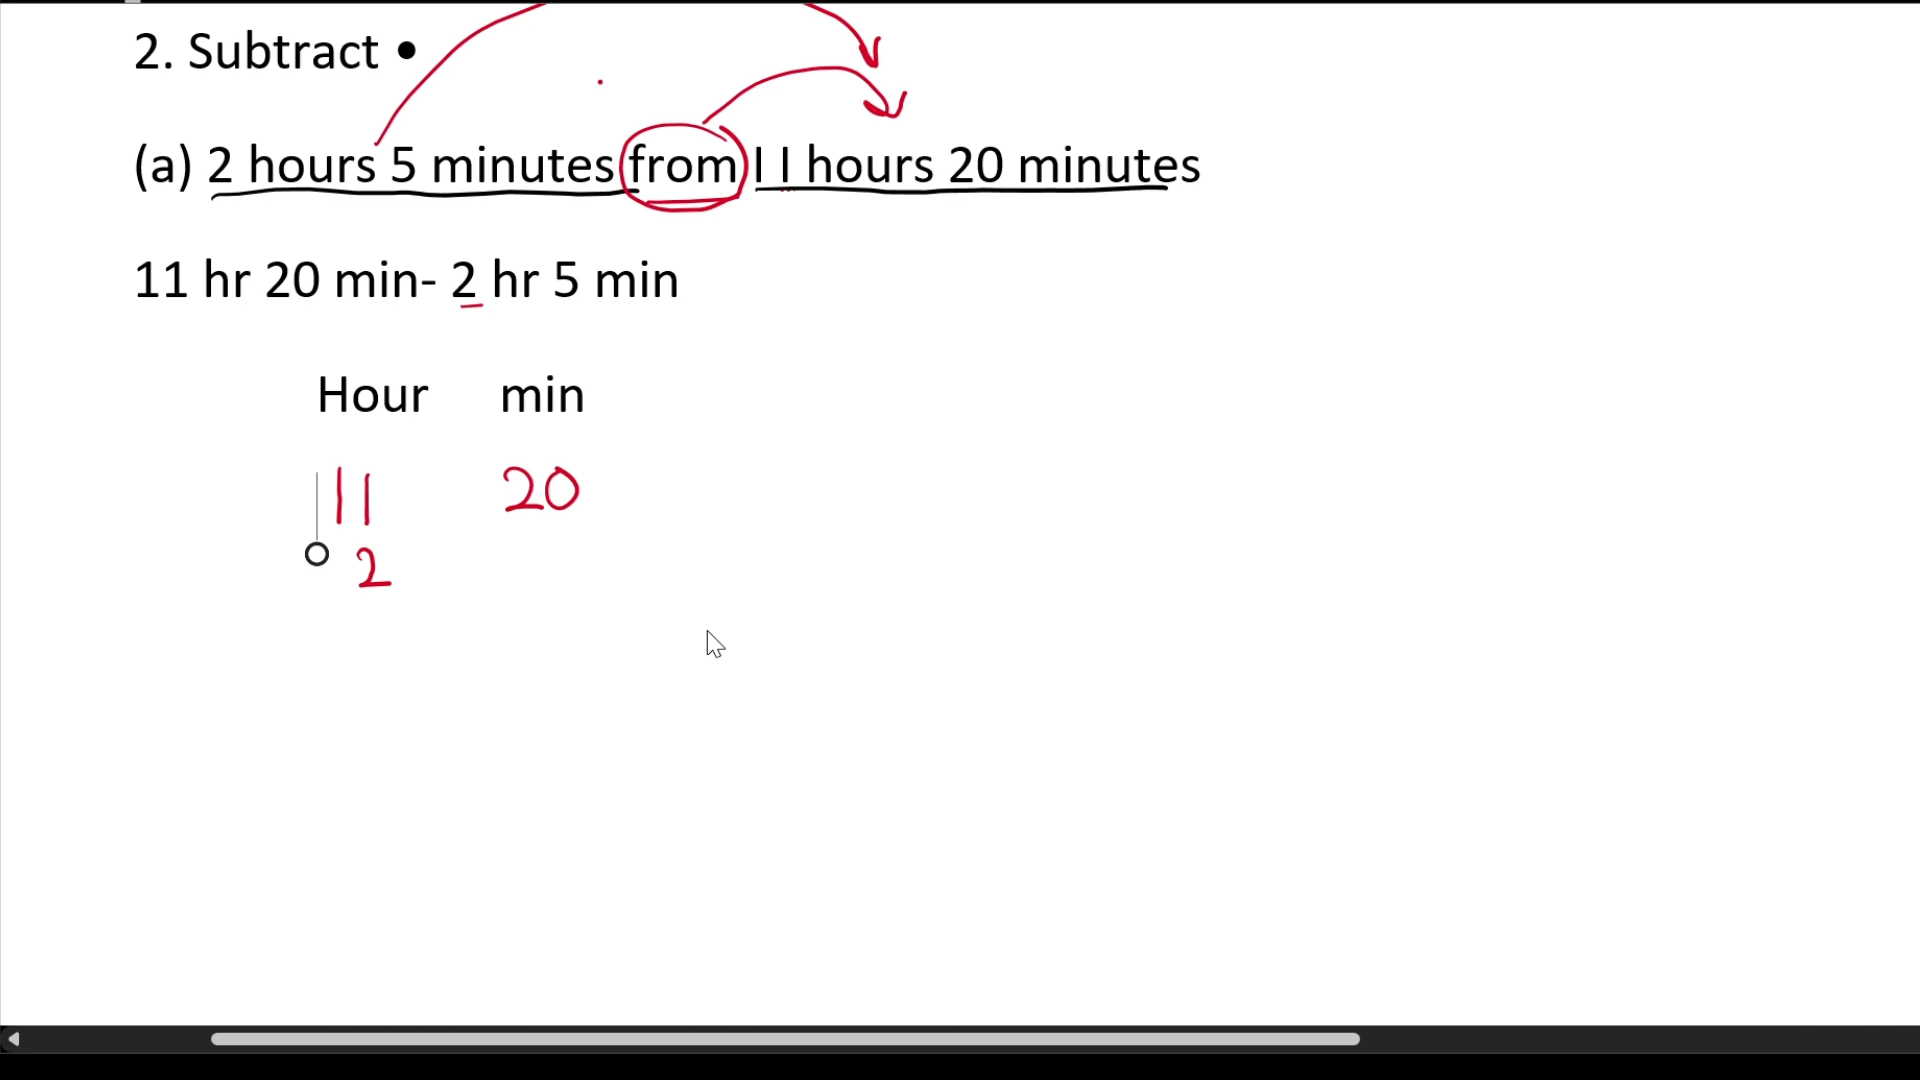 2. Subtract •
(a) 2 hours 5 minutes from I I hours 20 minutes
11 hr 20 min- 2 hr 5 min
Hour min
11 20
2